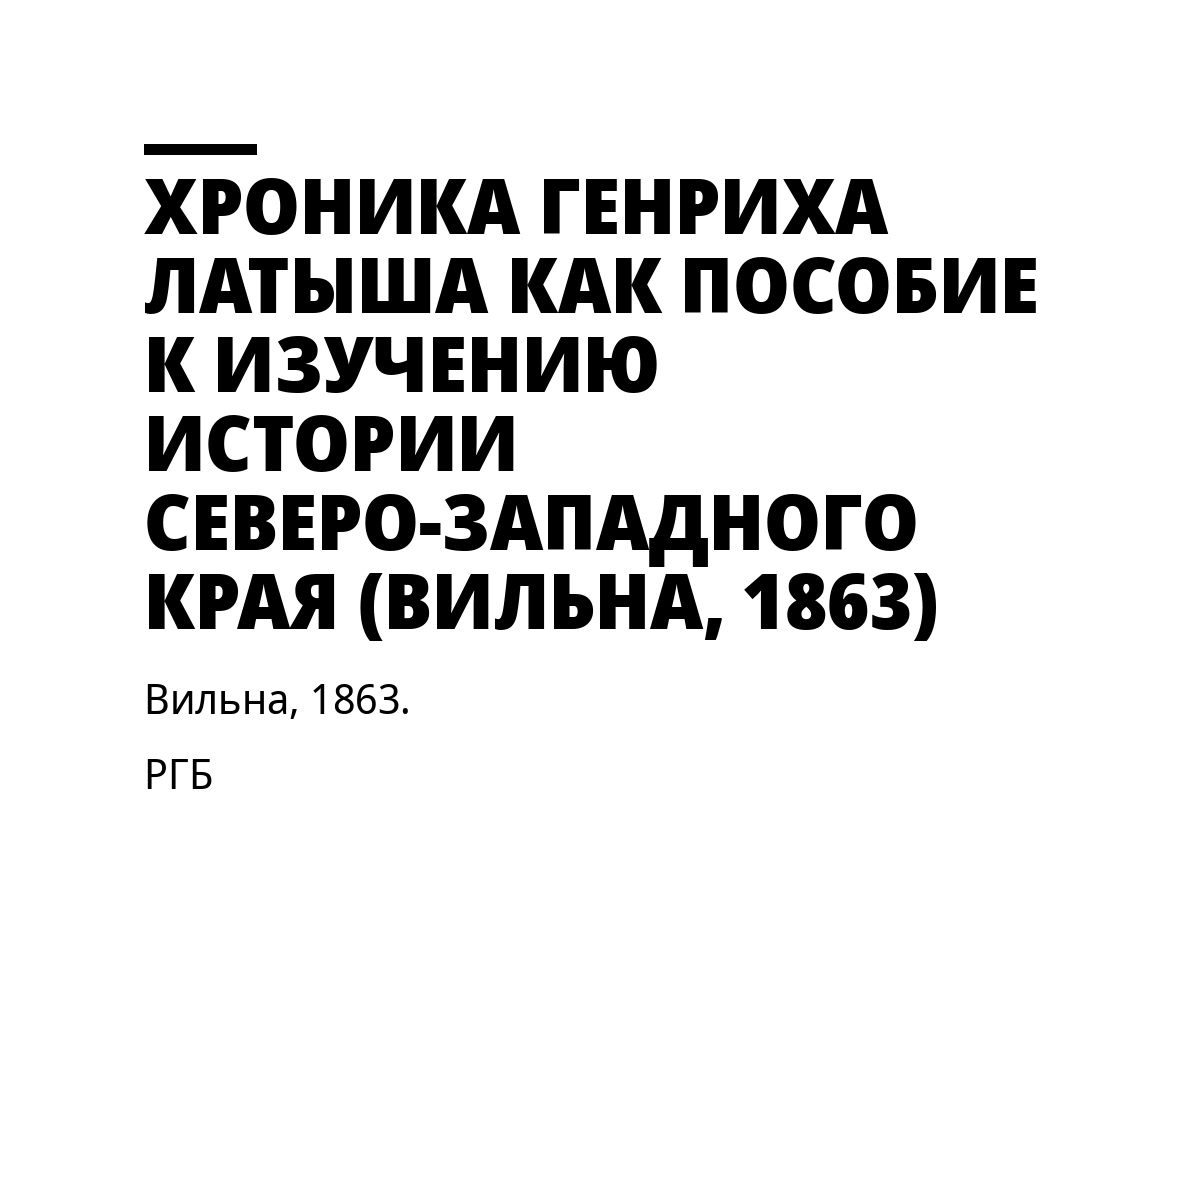 ХРОНИКА ГЕНРИХА
ЛАТЫША КАК ПОСОБИЕ
К ИЗУЧЕНИЮ
ИСТОРИИ
СЕВЕРО-ЗАПАДНОГО
КРАЯ (ВИЛЬНА, 1863)
Вильна, 1863.
РГБ